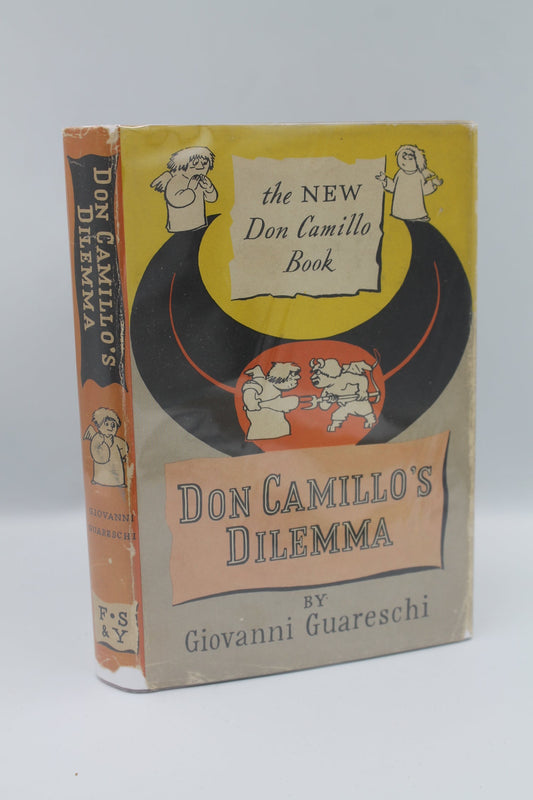 the NEW
Don Camillo
Book
DON CAMILLO'S
DILEMMA
BY
Giovanni Guareschi
DON CAMILLO'S
DILEMMA
GIOVANNI
GUARESCHI
F•S
&Y